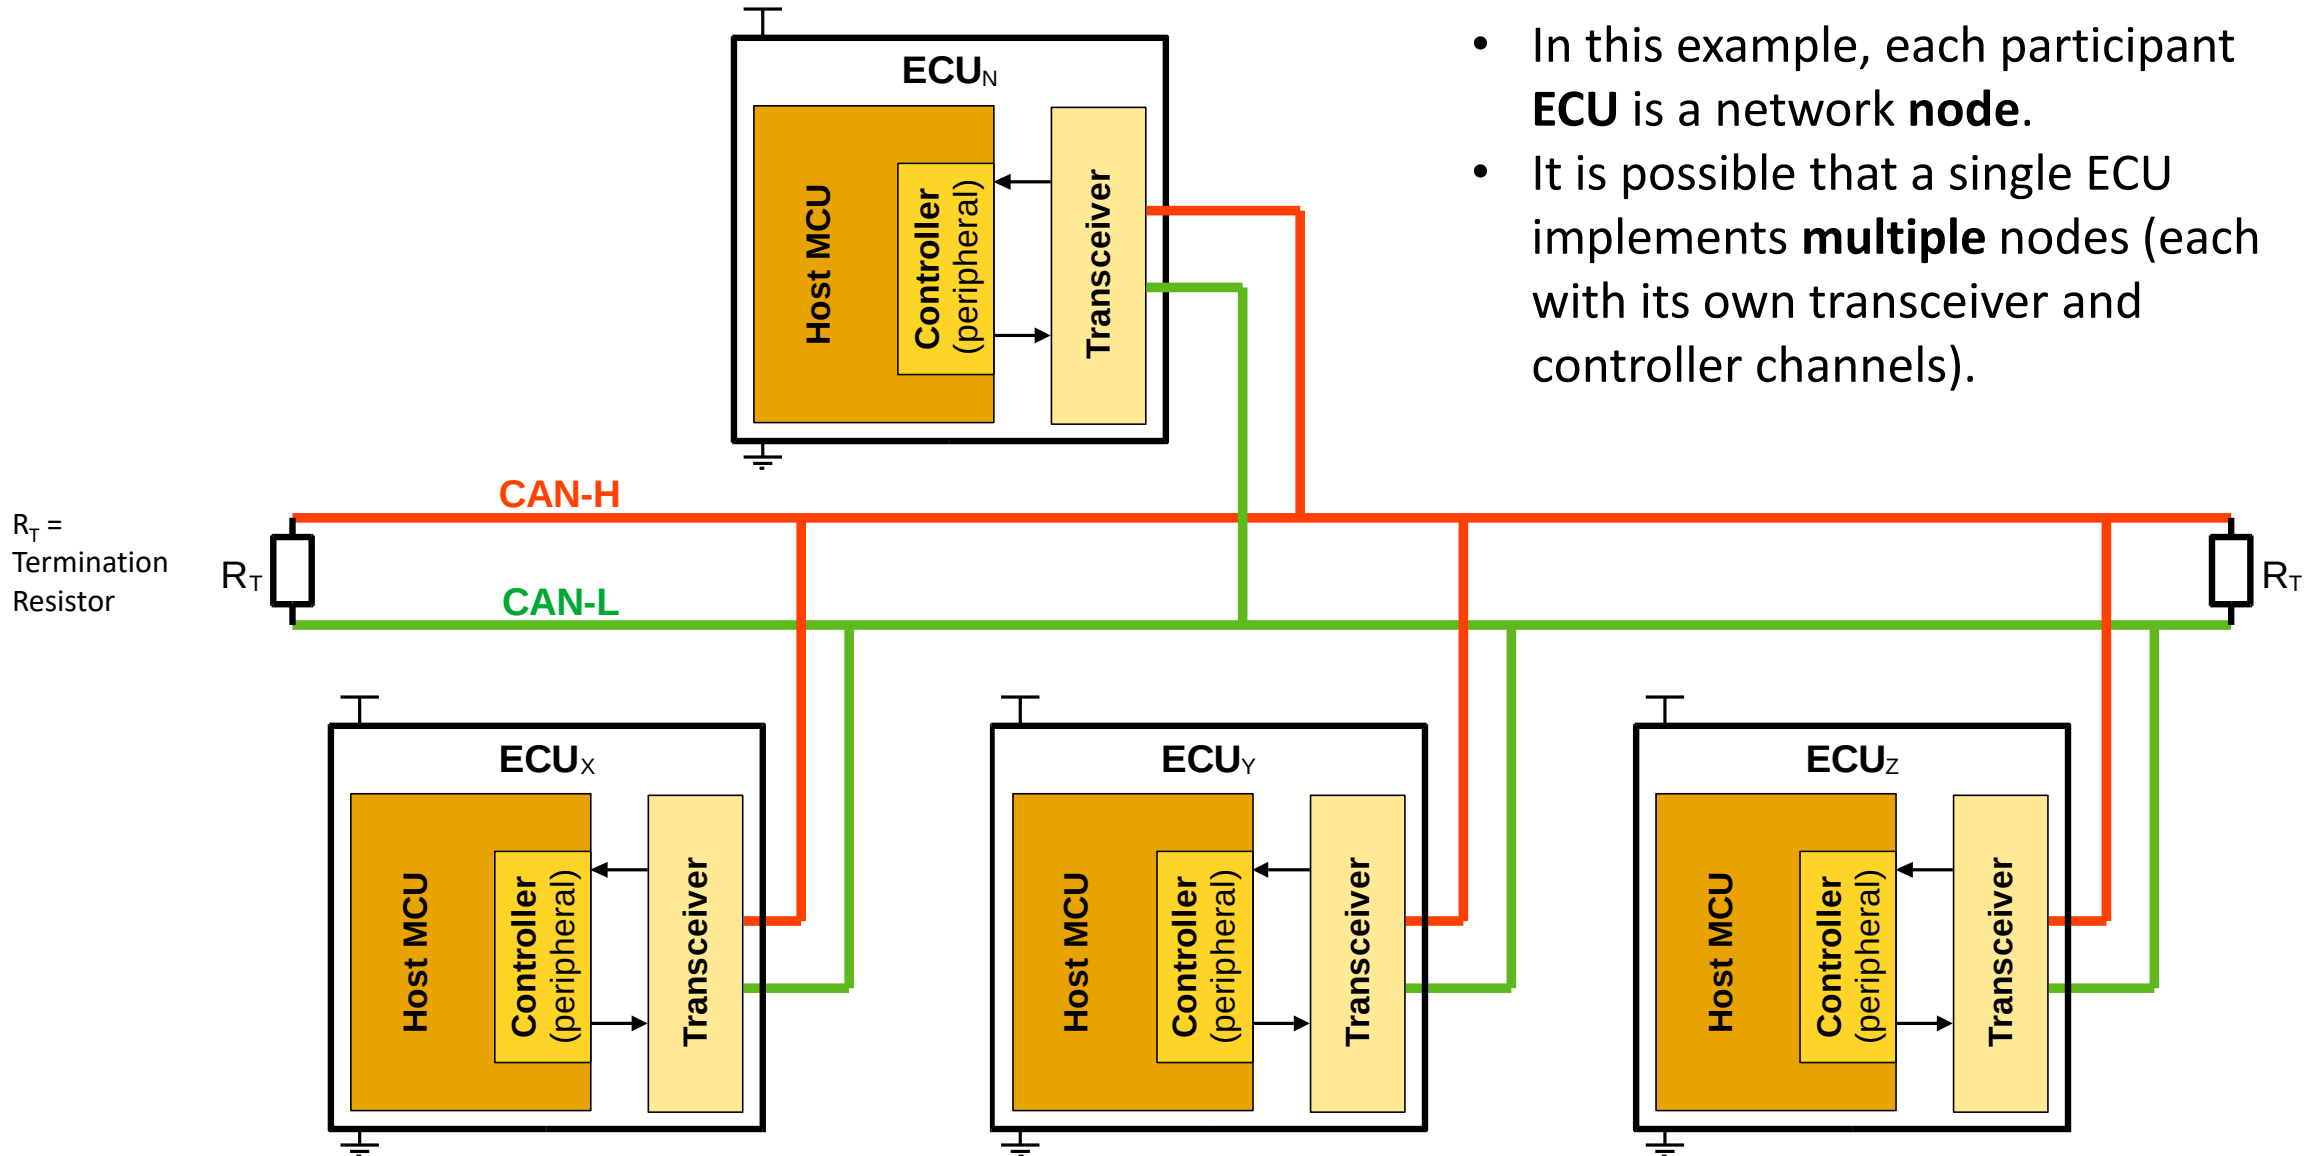 ECUN
Host MCU
Controller
(peripheral)
Transceiver
• In this example, each participant
ECU is a network node.
• It is possible that a single ECU
implements multiple nodes (each
with its own transceiver and
controller channels).
CAN-H
RT =
Termination
Resistor
RT
CAN-L
RT
ECUX
Host MCU
Controller
(peripheral)
Transceiver
ECUY
Host MCU
Controller
(peripheral)
Transceiver
ECUZ
Host MCU
Controller
(peripheral)
Transceiver